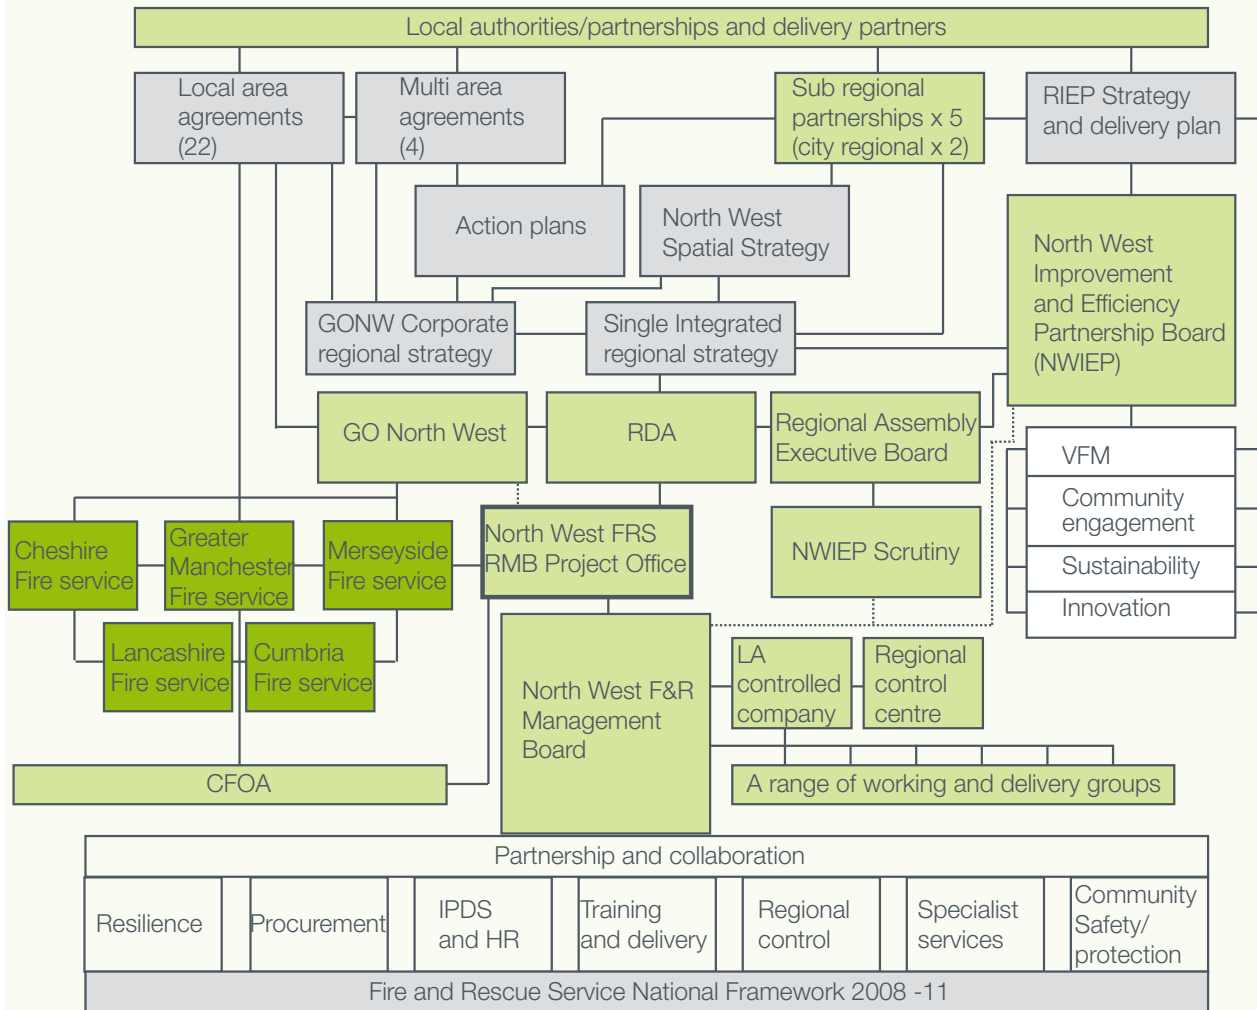 Local authorities/partnerships and delivery partners
Local area
agreements
(22)
Multi area
agreements
(4)
Sub regional
partnerships x 5
(city regional x 2)
RIEP Strategy
and delivery plan
Action plans
North West
Spatial Strategy
North West
Improvement
and Efficiency
Partnership Board
(NWIEP)
GONW Corporate
regional strategy
Single Integrated
regional strategy
GO North West
RDA
Regional Assembly
Executive Board
VFM
Community
engagement
Sustainability
Innovation
Cheshire
Fire service
Greater
Manchester
Fire service
Merseyside
Fire service
North West FRS
RMB Project Office
NWIEP Scrutiny
Lancashire
Fire service
Cumbria
Fire service
North West F&R
Management
Board
LA
controlled
company
Regional
control
centre
CFOA
A range of working and delivery groups
Partnership and collaboration
Resilience
Procurement
IPDS
and HR
Training
and delivery
Regional
control
Specialist
services
Community
Safety/
protection
Fire and Rescue Service National Framework 2008 -11